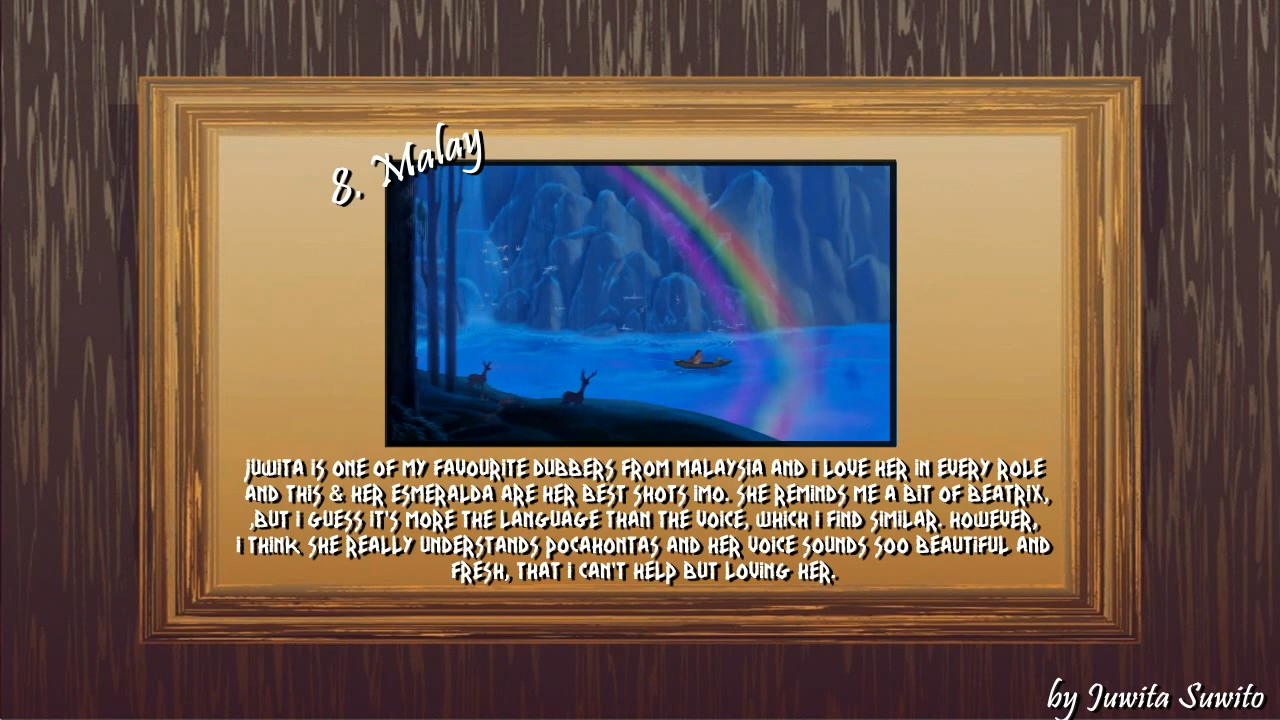 8. Malay
JUWITA IS ONE OF MY FAVOURITE DUBBERS FROM MALAYSIA AND I LOVE HER IN EVERY ROLE
AND THIS & HER ESMERALDA ARE HER BEST SHOTS IMO. SHE REMINDS ME A BIT OF BEATRIX,
,BUT I GUESS IT'S MORE THE LANGUAGE THAN THE VOICE, WHICH I FIND SIMILAR. HOWEVER,
I THINK SHE REALLY UNDERSTANDS POCAHONTAS AND HER VOICE SOUNDS SOO BEAUTIFUL AND
FRESH, THAT I CAN'T HELP BUT LOVING HER.
by Juwita Suwito